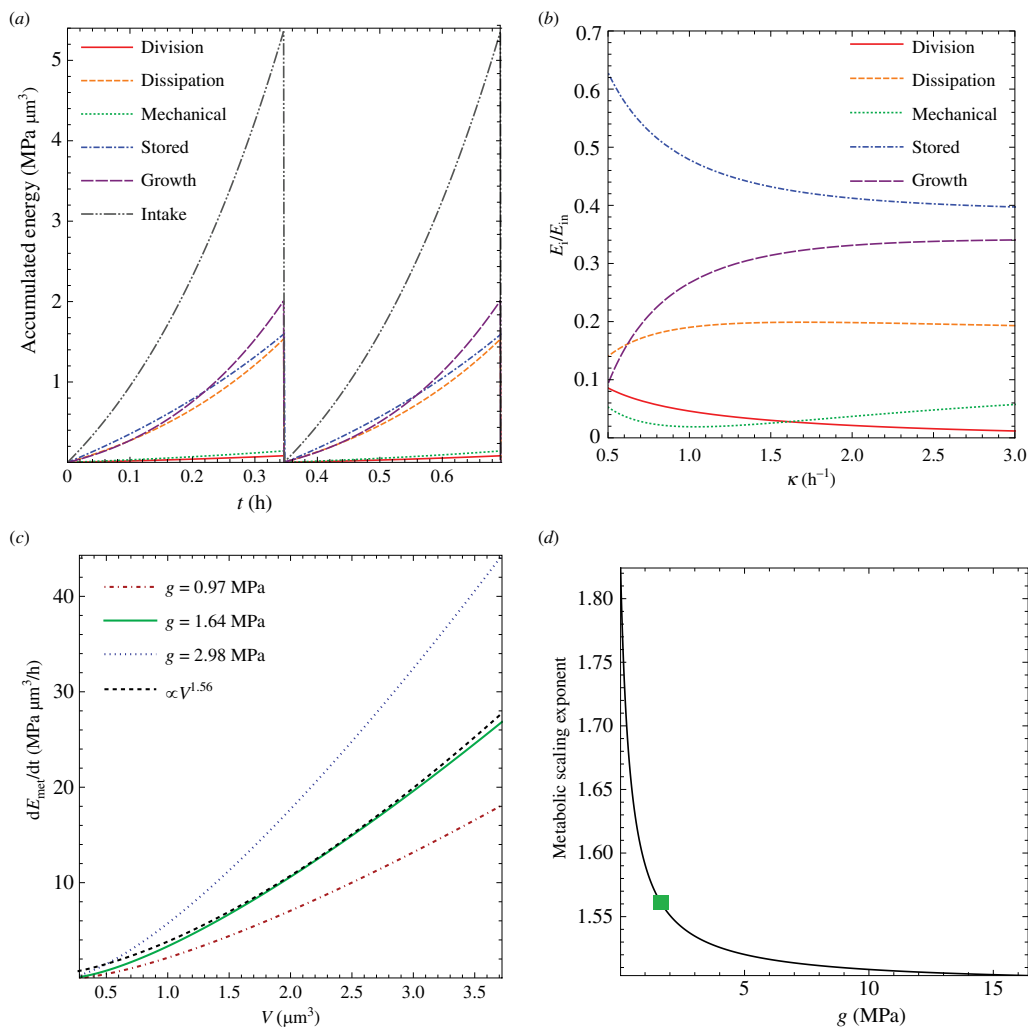 (a)
Accumulated energy (MPa μm³)
5
4
3
2
1
Division
Dissipation
Mechanical
Stored
Growth
Intake
0 0.1 0.2 0.3 0.4 0.5 0.6
t (h)
(b)
E_i/E_in
0.7
0.6
0.5
0.4
0.3
0.2
0.1
0
Division
Dissipation
Mechanical
Stored
Growth
0.5 1.0 1.5 2.0 2.5 3.0
κ (h⁻¹)
(c)
dE_met/dt (MPa μm³/h)
40
30
20
10
g = 0.97 MPa
g = 1.64 MPa
g = 2.98 MPa
∝V^1.56
0.5 1.0 1.5 2.0 2.5 3.0 3.5
V (μm³)
(d)
Metabolic scaling exponent
1.80
1.75
1.70
1.65
1.60
1.55
5 10 15
g (MPa)